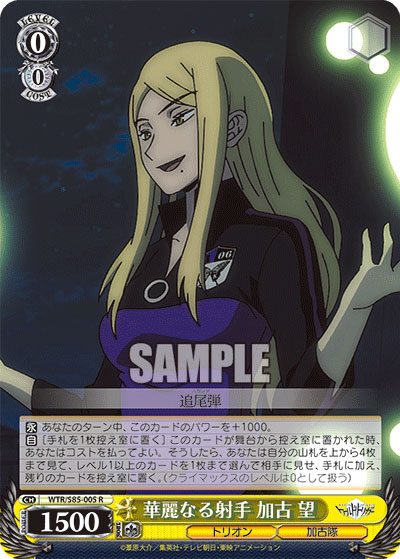 LEVEL
0
0
COST
06
SAMPLE
追尾弾
永 あなたのターン中、このカードのパワーを＋1000。
自 [手札を1枚控え室に置く] このカードが舞台から控え室に置かれた時、
あなたはコストを払ってよい。そうしたら、あなたは自分の山札を上から4枚
まで見て、レベル1以上のカードを1枚まで選んで相手に見せ、手札に加え、
残りのカードを控え室に置く。(クライマックスのレベルは0として扱う)
CH WTR/S85-005 R
POWER
1500
SOUL
華麗なる射手 加古 望
トリオン
加古隊
©葦原大介／集英社・テレビ朝日・東映アニメーション